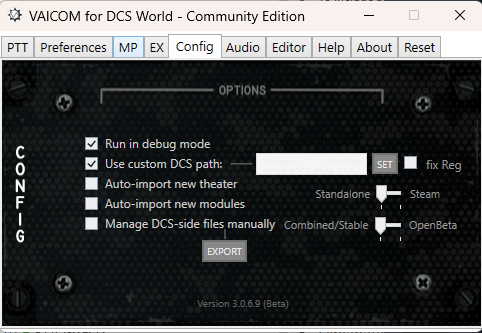 VAICOM for DCS World - Community Edition
PTT Preferences MP EX Config Audio Editor Help About Reset
OPTIONS
CONFIG
Run in debug mode
Use custom DCS path: SET fix Reg
Auto-import new theater
Standalone Steam
Auto-import new modules
Manage DCS-side files manually
Combined/Stable OpenBeta
EXPORT
Version 3.0.6.9 (Beta)